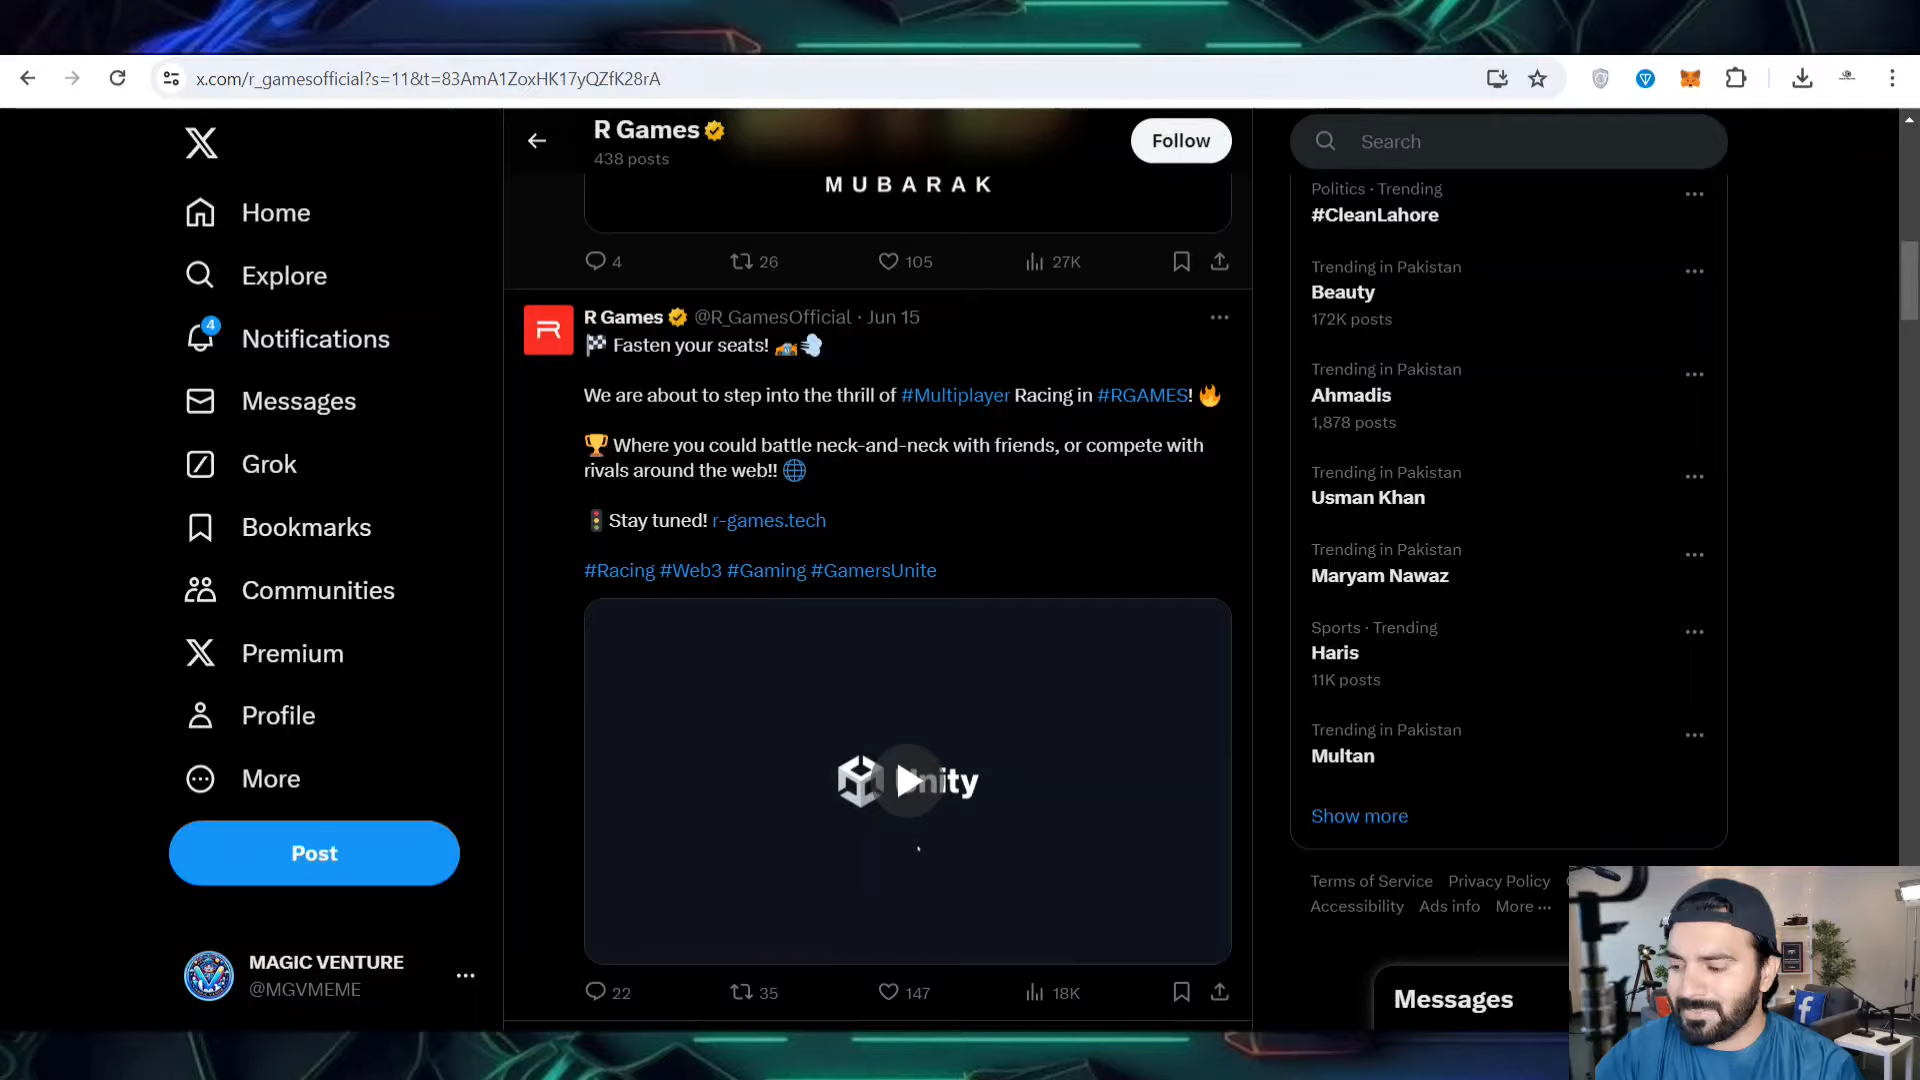 x.com/r_gamesofficial?s=11&t=83AmA1ZoxHK17yQZfK28rA
R Games
438 posts
Follow
Search
Home
Explore
4
Notifications
Messages
Grok
Bookmarks
Communities
Premium
Profile
More
Post
MAGIC VENTURE
@MGVMEME
MUBARAK
4 26 105 27K
R Games @R_GamesOfficial · Jun 15
Fasten your seats!
We are about to step into the thrill of #Multiplayer Racing in #RGAMES!
Where you could battle neck-and-neck with friends, or compete with
rivals around the web!!
Stay tuned! r-games.tech
#Racing #Web3 #Gaming #GamersUnite
Unity
22 35 147 18K
Politics · Trending
#CleanLahore
Trending in Pakistan
Beauty
172K posts
Trending in Pakistan
Ahmadis
1,878 posts
Trending in Pakistan
Usman Khan
Trending in Pakistan
Maryam Nawaz
Sports · Trending
Haris
11K posts
Trending in Pakistan
Multan
Show more
Terms of Service Privacy Policy
Accessibility Ads info More ...
Messages